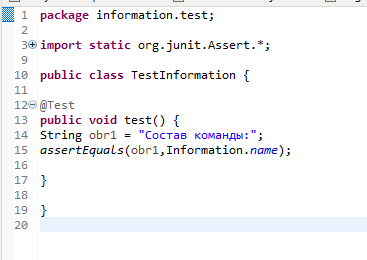 1 package information.test;
2
3 import static org.junit.Assert.*;
9
10 public class TestInformation {
11
12 @Test
13 public void test() {
14 String obr1 = "Состав команды:";
15 assertEquals(obr1,Information.name);
16
17 }
18
19 }
20